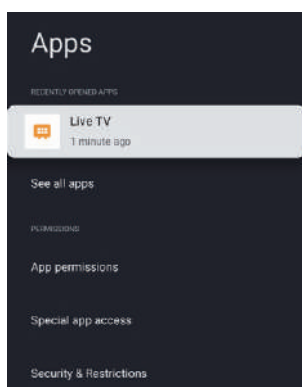 Apps
RECENTLY OPENED APPS
Live TV
1 minute ago
See all apps
PERMISSIONS
App permissions
Special app access
Security & Restrictions